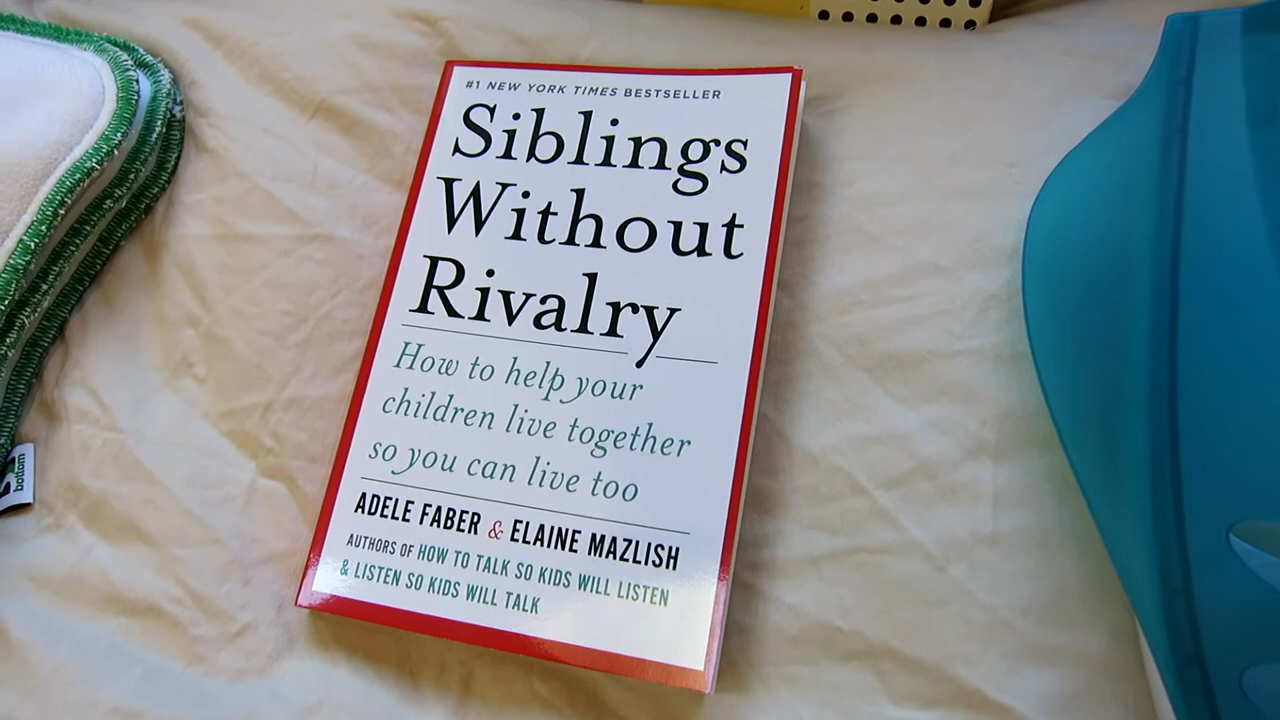 #1 NEW YORK TIMES BESTSELLER
Siblings
Without
Rivalry
How to help your
children live together
so you can live too
ADELE FABER & ELAINE MAZLISH
AUTHORS OF HOW TO TALK SO KIDS WILL LISTEN
& LISTEN SO KIDS WILL TALK
bottom